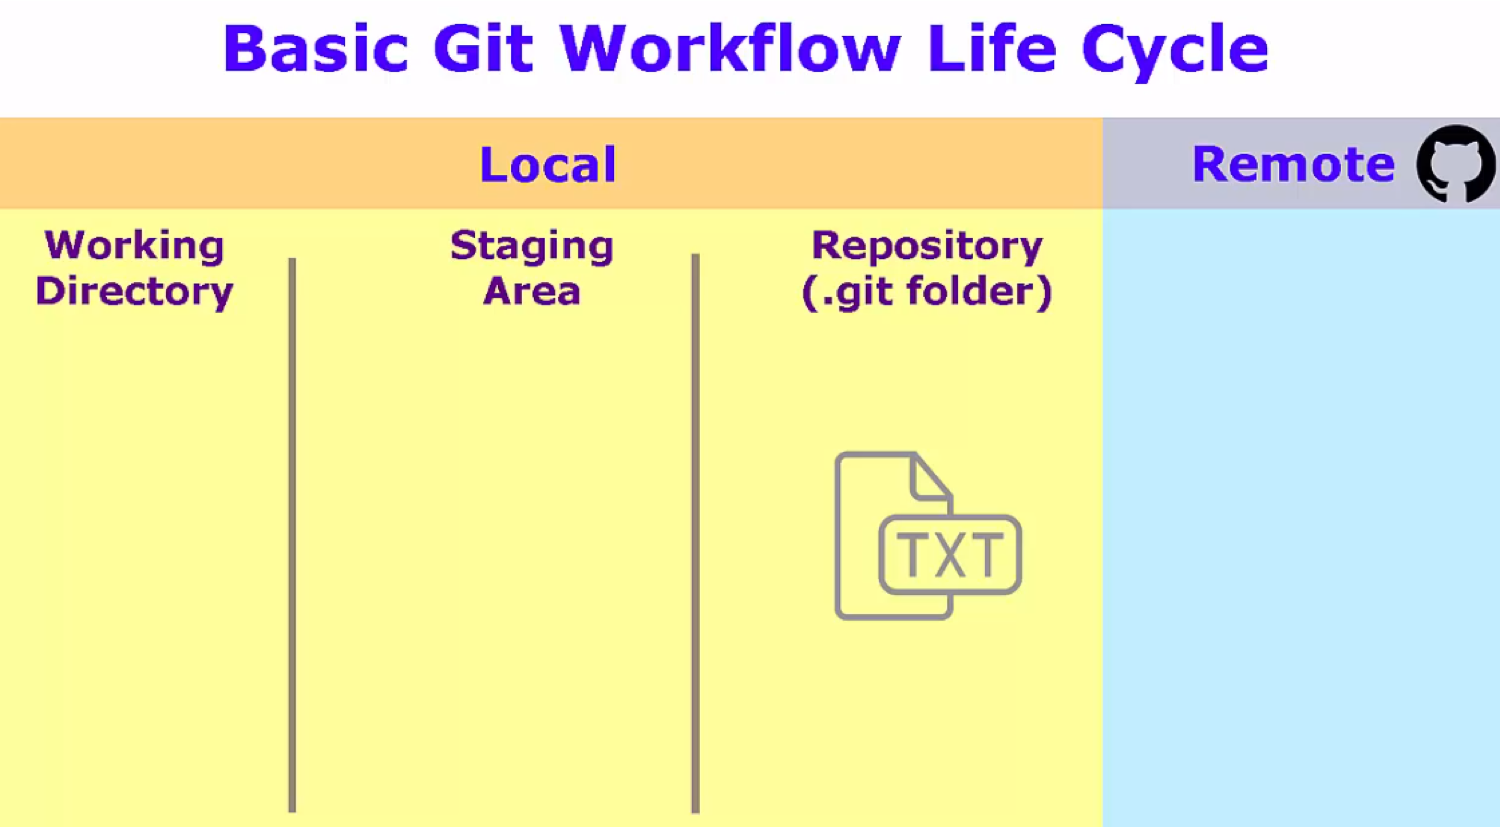 Basic Git Workflow Life Cycle
Local
Remote
Working
Directory
Staging
Area
Repository
(.git folder)
TXT